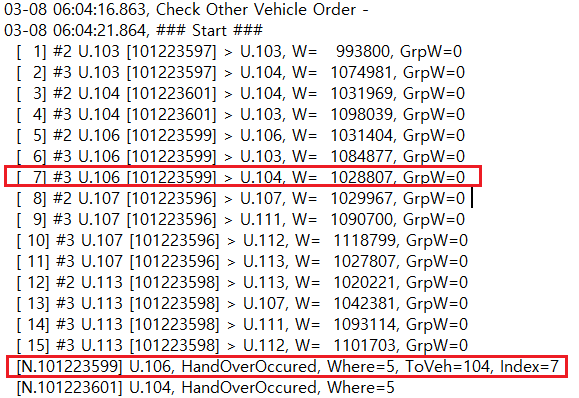 03-08 06:04:16.863, Check Other Vehicle Order -
03-08 06:04:21.864, ### Start ###
[  1] #2 U.103 [101223597] > U.103, W=   993800, GrpW=0
[  2] #3 U.103 [101223597] > U.104, W=  1074981, GrpW=0
[  3] #2 U.104 [101223601] > U.104, W=  1031969, GrpW=0
[  4] #3 U.104 [101223601] > U.103, W=  1098039, GrpW=0
[  5] #2 U.106 [101223599] > U.106, W=  1031404, GrpW=0
[  6] #3 U.106 [101223599] > U.103, W=  1084877, GrpW=0
[  7] #3 U.106 [101223599] > U.104, W=  1028807, GrpW=0
[  8] #2 U.107 [101223596] > U.107, W=  1029967, GrpW=0
[  9] #3 U.107 [101223596] > U.111, W=  1090700, GrpW=0
[ 10] #3 U.107 [101223596] > U.112, W=  1118799, GrpW=0
[ 11] #3 U.107 [101223596] > U.113, W=  1027807, GrpW=0
[ 12] #2 U.113 [101223598] > U.113, W=  1020221, GrpW=0
[ 13] #3 U.113 [101223598] > U.107, W=  1042381, GrpW=0
[ 14] #3 U.113 [101223598] > U.111, W=  1093114, GrpW=0
[ 15] #3 U.113 [101223598] > U.112, W=  1101703, GrpW=0
[N.101223599] U.106, HandOverOccured, Where=5, ToVeh=104, Index=7
[N.101223601] U.104, HandOverOccured, Where=5